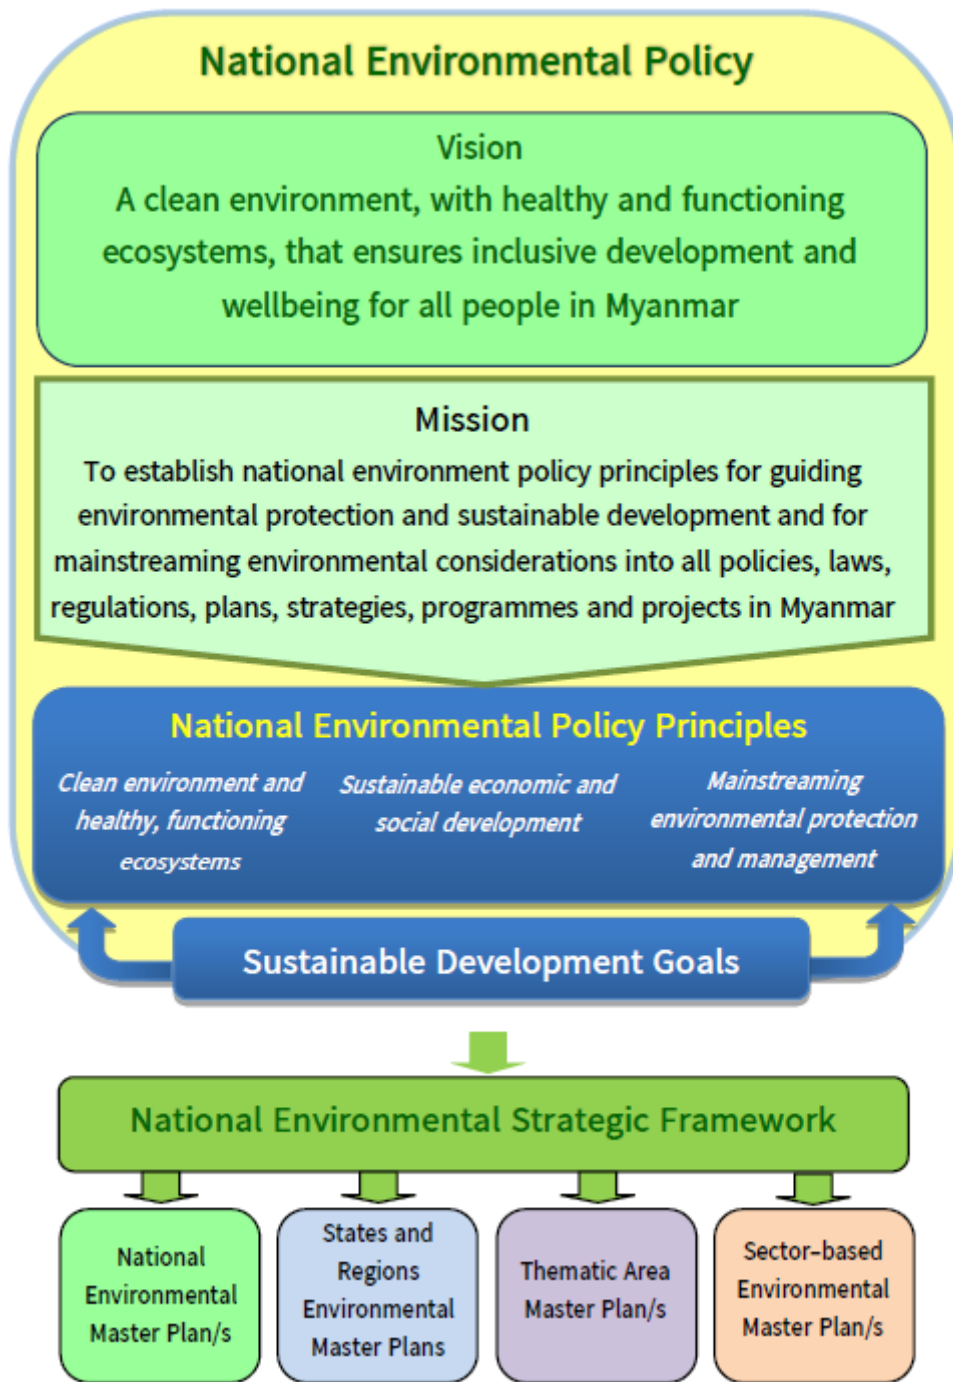 National Environmental Policy
Vision
A clean environment, with healthy and functioning
ecosystems, that ensures inclusive development and
wellbeing for all people in Myanmar
Mission
To establish national environment policy principles for guiding
environmental protection and sustainable development and for
mainstreaming environmental considerations into all policies, laws,
regulations, plans, strategies, programmes and projects in Myanmar
National Environmental Policy Principles
Clean environment and
healthy, functioning
ecosystems
Sustainable economic and
social development
Mainstreaming
environmental protection
and management
Sustainable Development Goals
National Environmental Strategic Framework
National
Environmental
Master Plan/s
States and
Regions
Environmental
Master Plans
Thematic Area
Master Plan/s
Sector-based
Environmental
Master Plan/s